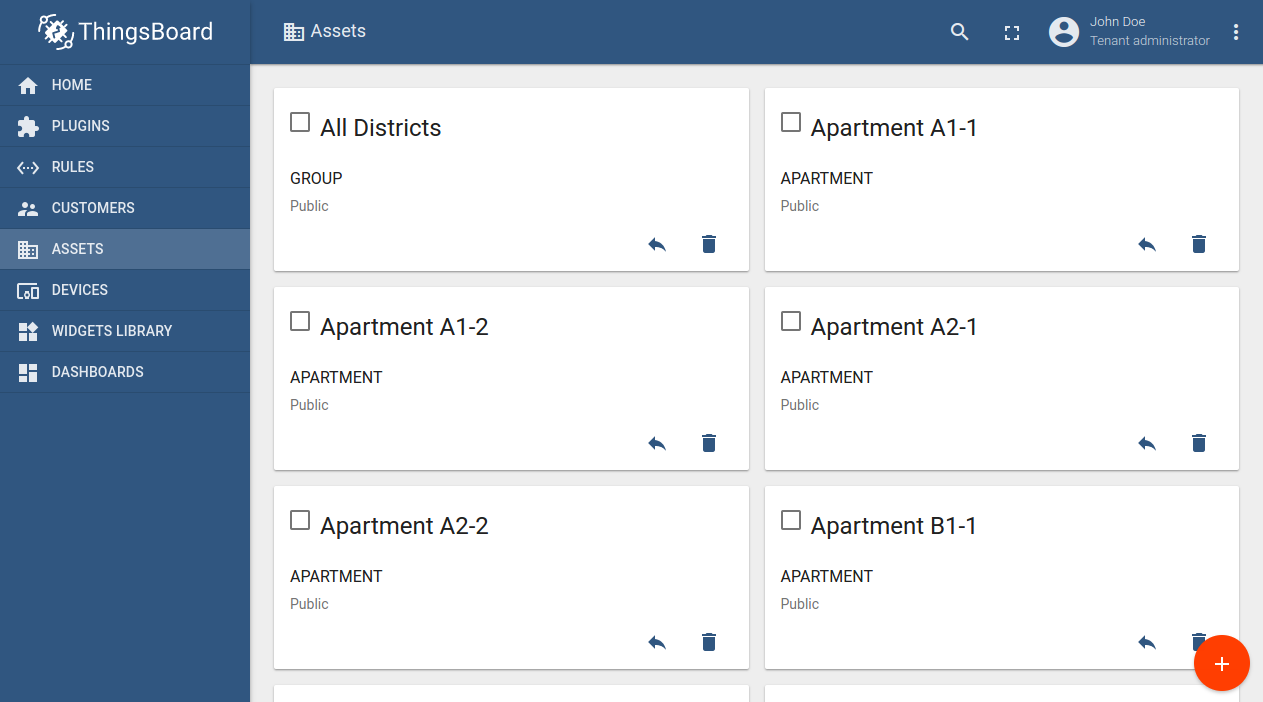 ThingsBoard
Assets
John Doe
Tenant administrator
HOME
PLUGINS
RULES
CUSTOMERS
ASSETS
DEVICES
WIDGETS LIBRARY
DASHBOARDS
All Districts
GROUP
Public
Apartment A1-1
APARTMENT
Public
Apartment A1-2
APARTMENT
Public
Apartment A2-1
APARTMENT
Public
Apartment A2-2
APARTMENT
Public
Apartment B1-1
APARTMENT
Public